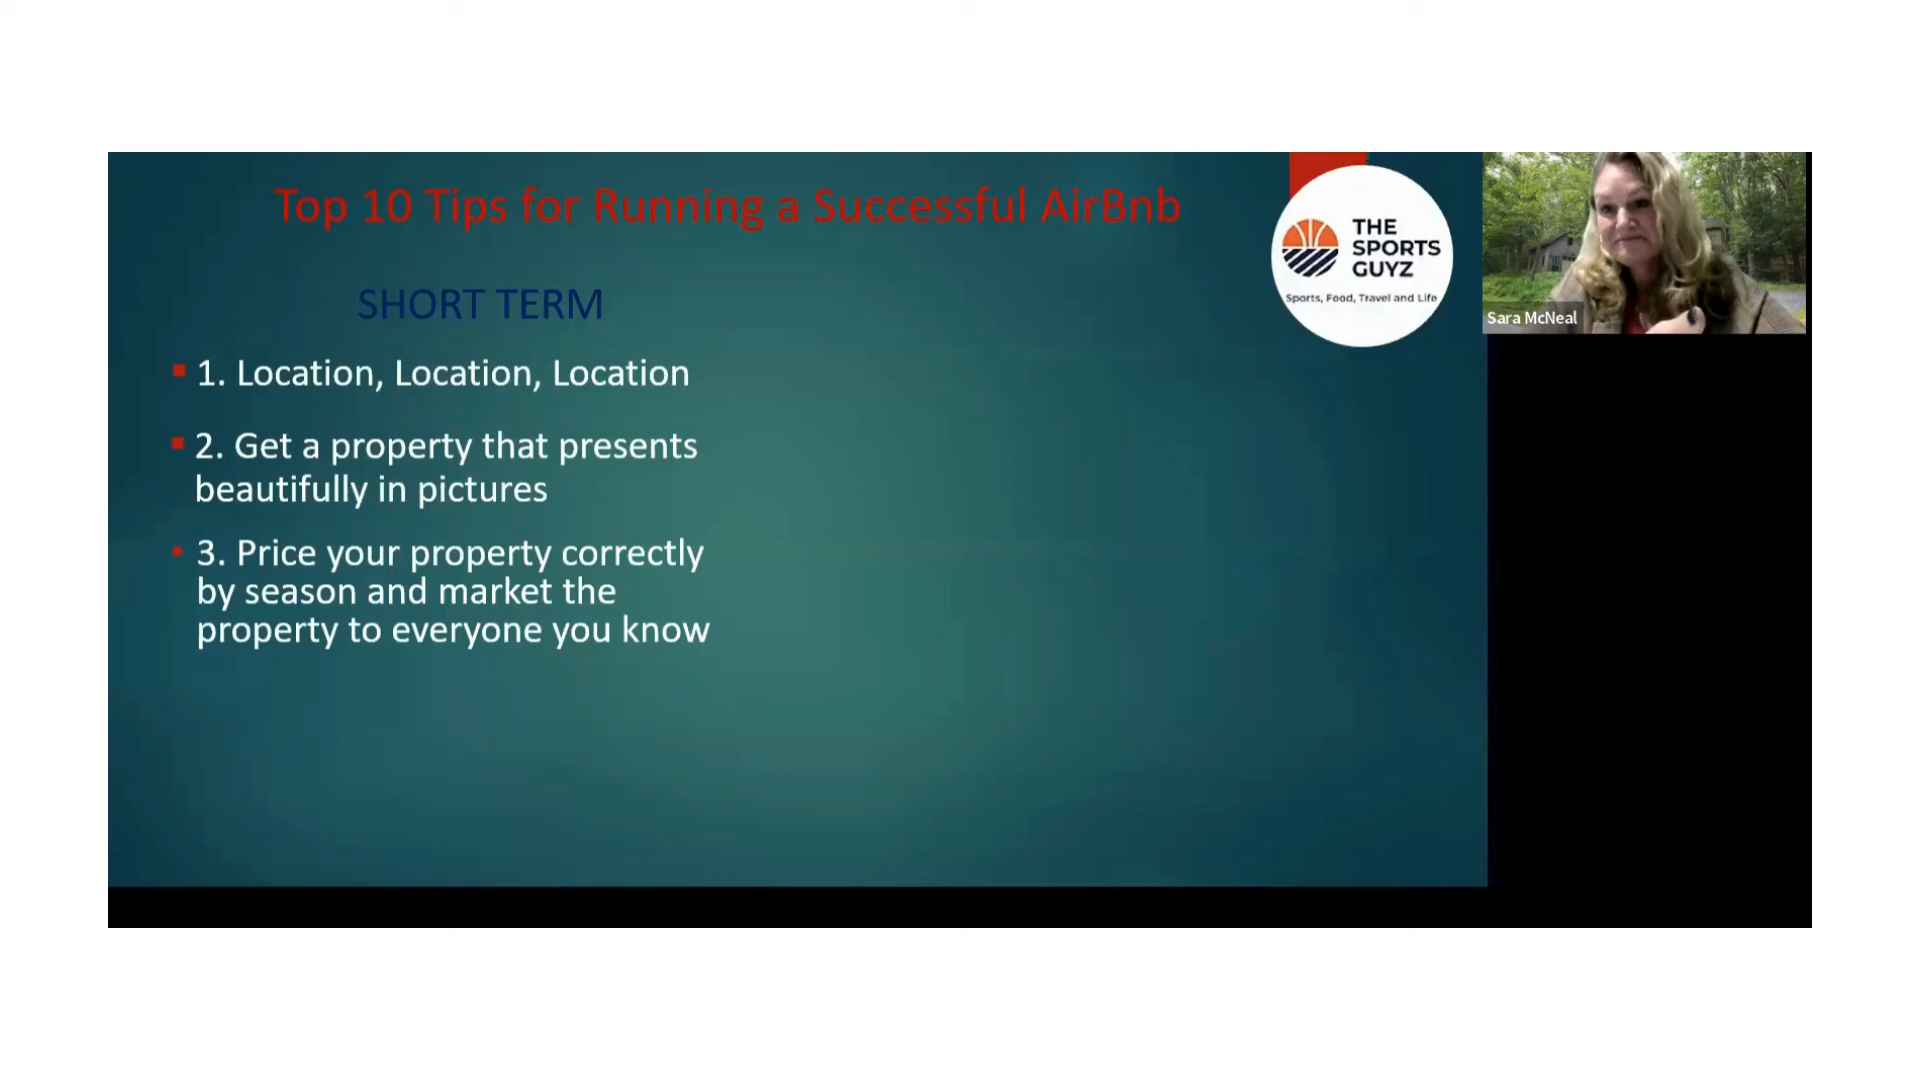 Top 10 Tips for Running a Successful AirBnb
THE
SPORTS
GUYZ
Sports, Food, Travel and Life
Sara McNeal
SHORT TERM
1. Location, Location, Location
2. Get a property that presents
beautifully in pictures
3. Price your property correctly
by season and market the
property to everyone you know